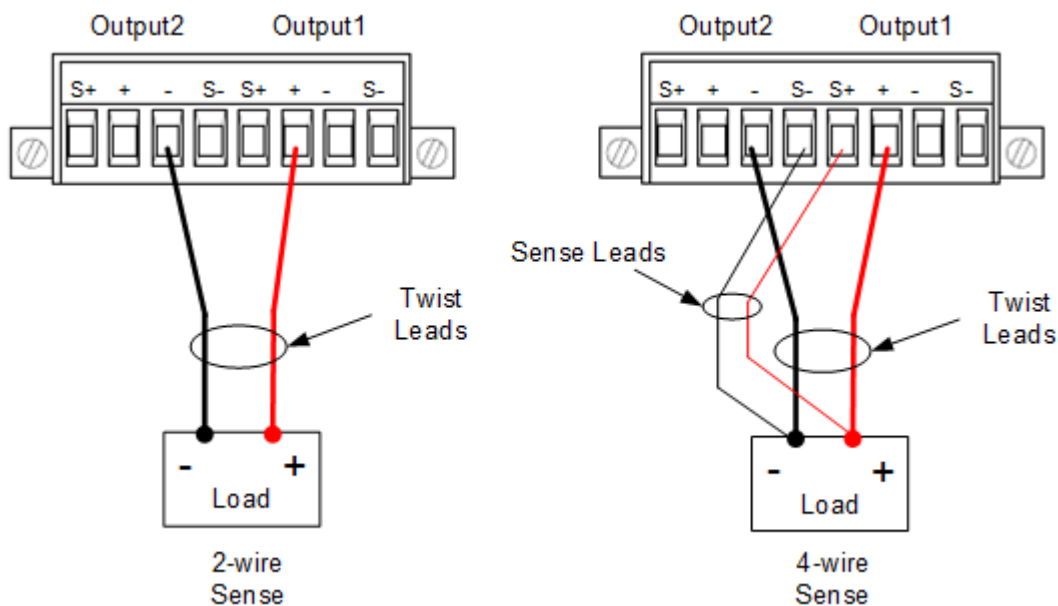 Output2 Output1
S+ + - S- S+ + - S-
Twist
Leads
- +
Load
2-wire
Sense
Output2 Output1
S+ + - S- S+ + - S-
Sense Leads
Twist
Leads
- +
Load
4-wire
Sense